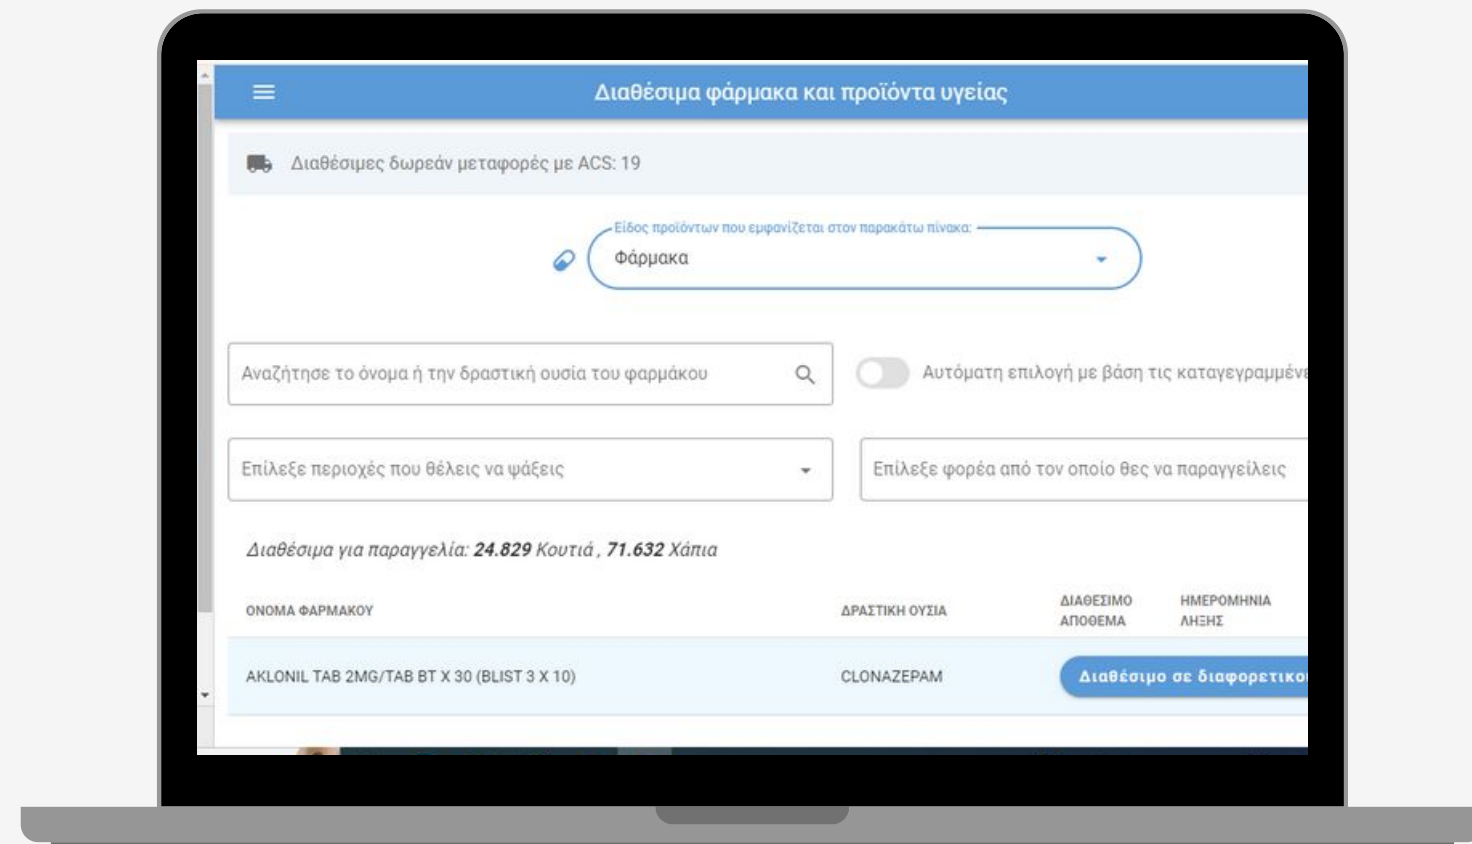 Διαθέσιμα φάρμακα και προϊόντα υγείας
Διαθέσιμες δωρεάν μεταφορές με ACS: 19
Είδος προϊόντων που εμφανίζεται στον παρακάτω πίνακα:
Φάρμακα
Αναζήτησε το όνομα ή την δραστική ουσία του φαρμάκου
Αυτόματη επιλογή με βάση τις
Επίλεξε περιοχές που θέλεις να ψάξεις
Επίλεξε φορέα από τον οποίο θες να παραγγείλεις
Διαθέσιμα για παραγγελία: 24.829 Κουτιά , 71.632 Χάπια
ΟΝΟΜΑ ΦΑΡΜΑΚΟΥ
ΔΡΑΣΤΙΚΗ ΟΥΣΙΑ
ΔΙΑΘΕΣΙΜΟ
ΑΠΟΘΕΜΑ
ΗΜΕΡΟΜΗΝΙΑ
ΛΗΞΗΣ
AKLONIL TAB 2MG/TAB BT X 30 (BLIST 3 X 10)
CLONAZEPAM
Διαθέσιμο σε